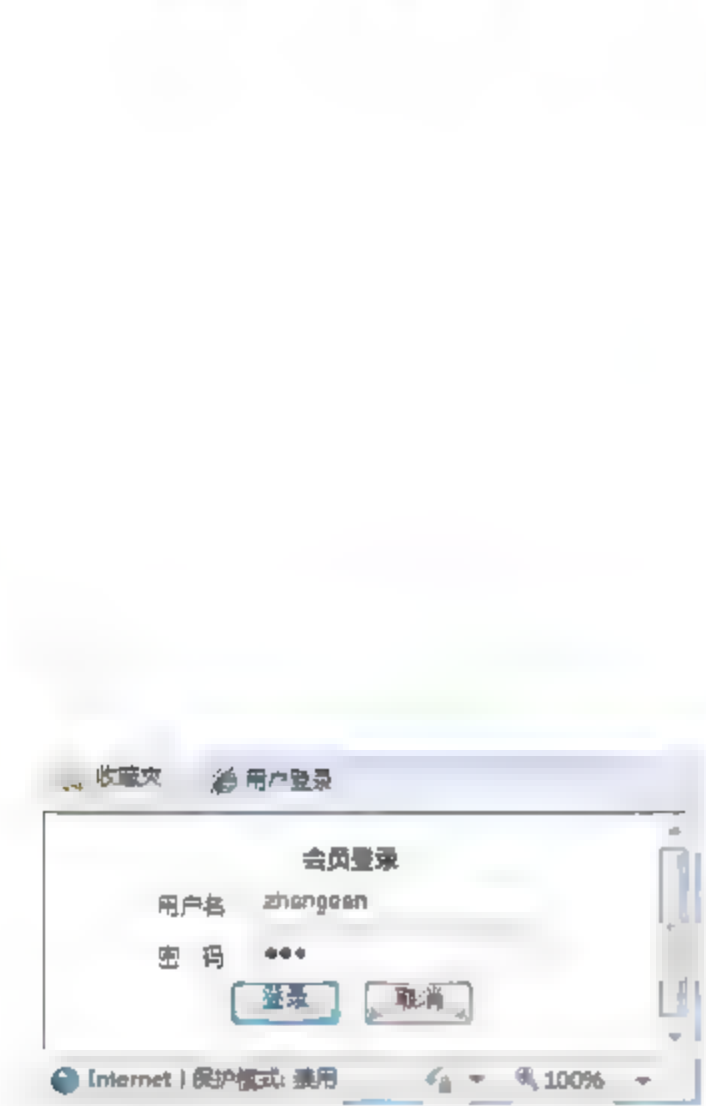 收藏夹 用户登录
会员登录
用户名 zhangsan
密 码 •••
登录 取消
Internet | 保护模式: 禁用 100%